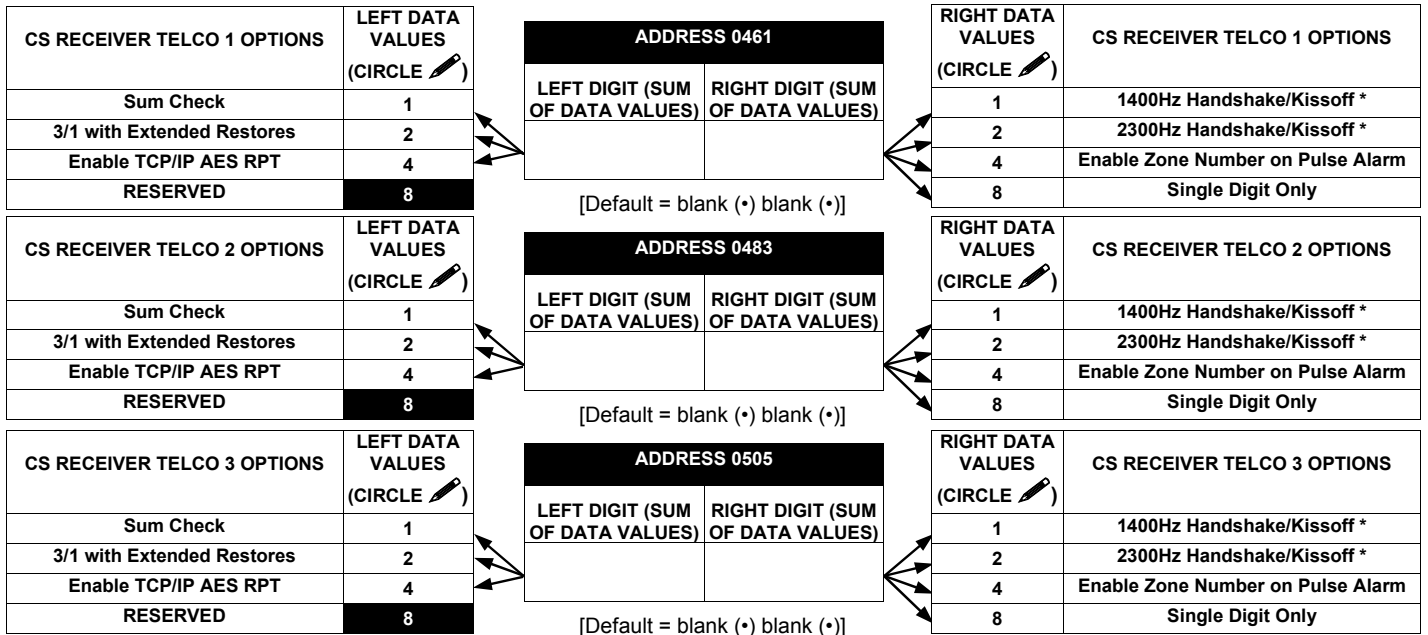 CS RECEIVER TELCO 1 OPTIONS
LEFT DATA
VALUES
(CIRCLE )
Sum Check 1
3/1 with Extended Restores 2
Enable TCP/IP AES RPT 4
RESERVED 8
ADDRESS 0461
LEFT DIGIT (SUM
OF DATA VALUES)
RIGHT DIGIT (SUM
OF DATA VALUES)
[Default = blank (•) blank (•)]
RIGHT DATA
VALUES
(CIRCLE )
CS RECEIVER TELCO 1 OPTIONS
1 1400Hz Handshake/Kissoff *
2 2300Hz Handshake/Kissoff *
4 Enable Zone Number on Pulse Alarm
8 Single Digit Only
CS RECEIVER TELCO 2 OPTIONS
LEFT DATA
VALUES
(CIRCLE )
Sum Check 1
3/1 with Extended Restores 2
Enable TCP/IP AES RPT 4
RESERVED 8
ADDRESS 0483
LEFT DIGIT (SUM
OF DATA VALUES)
RIGHT DIGIT (SUM
OF DATA VALUES)
[Default = blank (•) blank (•)]
RIGHT DATA
VALUES
(CIRCLE )
CS RECEIVER TELCO 2 OPTIONS
1 1400Hz Handshake/Kissoff *
2 2300Hz Handshake/Kissoff *
4 Enable Zone Number on Pulse Alarm
8 Single Digit Only
CS RECEIVER TELCO 3 OPTIONS
LEFT DATA
VALUES
(CIRCLE )
Sum Check 1
3/1 with Extended Restores 2
Enable TCP/IP AES RPT 4
RESERVED 8
ADDRESS 0505
LEFT DIGIT (SUM
OF DATA VALUES)
RIGHT DIGIT (SUM
OF DATA VALUES)
[Default = blank (•) blank (•)]
RIGHT DATA
VALUES
(CIRCLE )
CS RECEIVER TELCO 3 OPTIONS
1 1400Hz Handshake/Kissoff *
2 2300Hz Handshake/Kissoff *
4 Enable Zone Number on Pulse Alarm
8 Single Digit Only